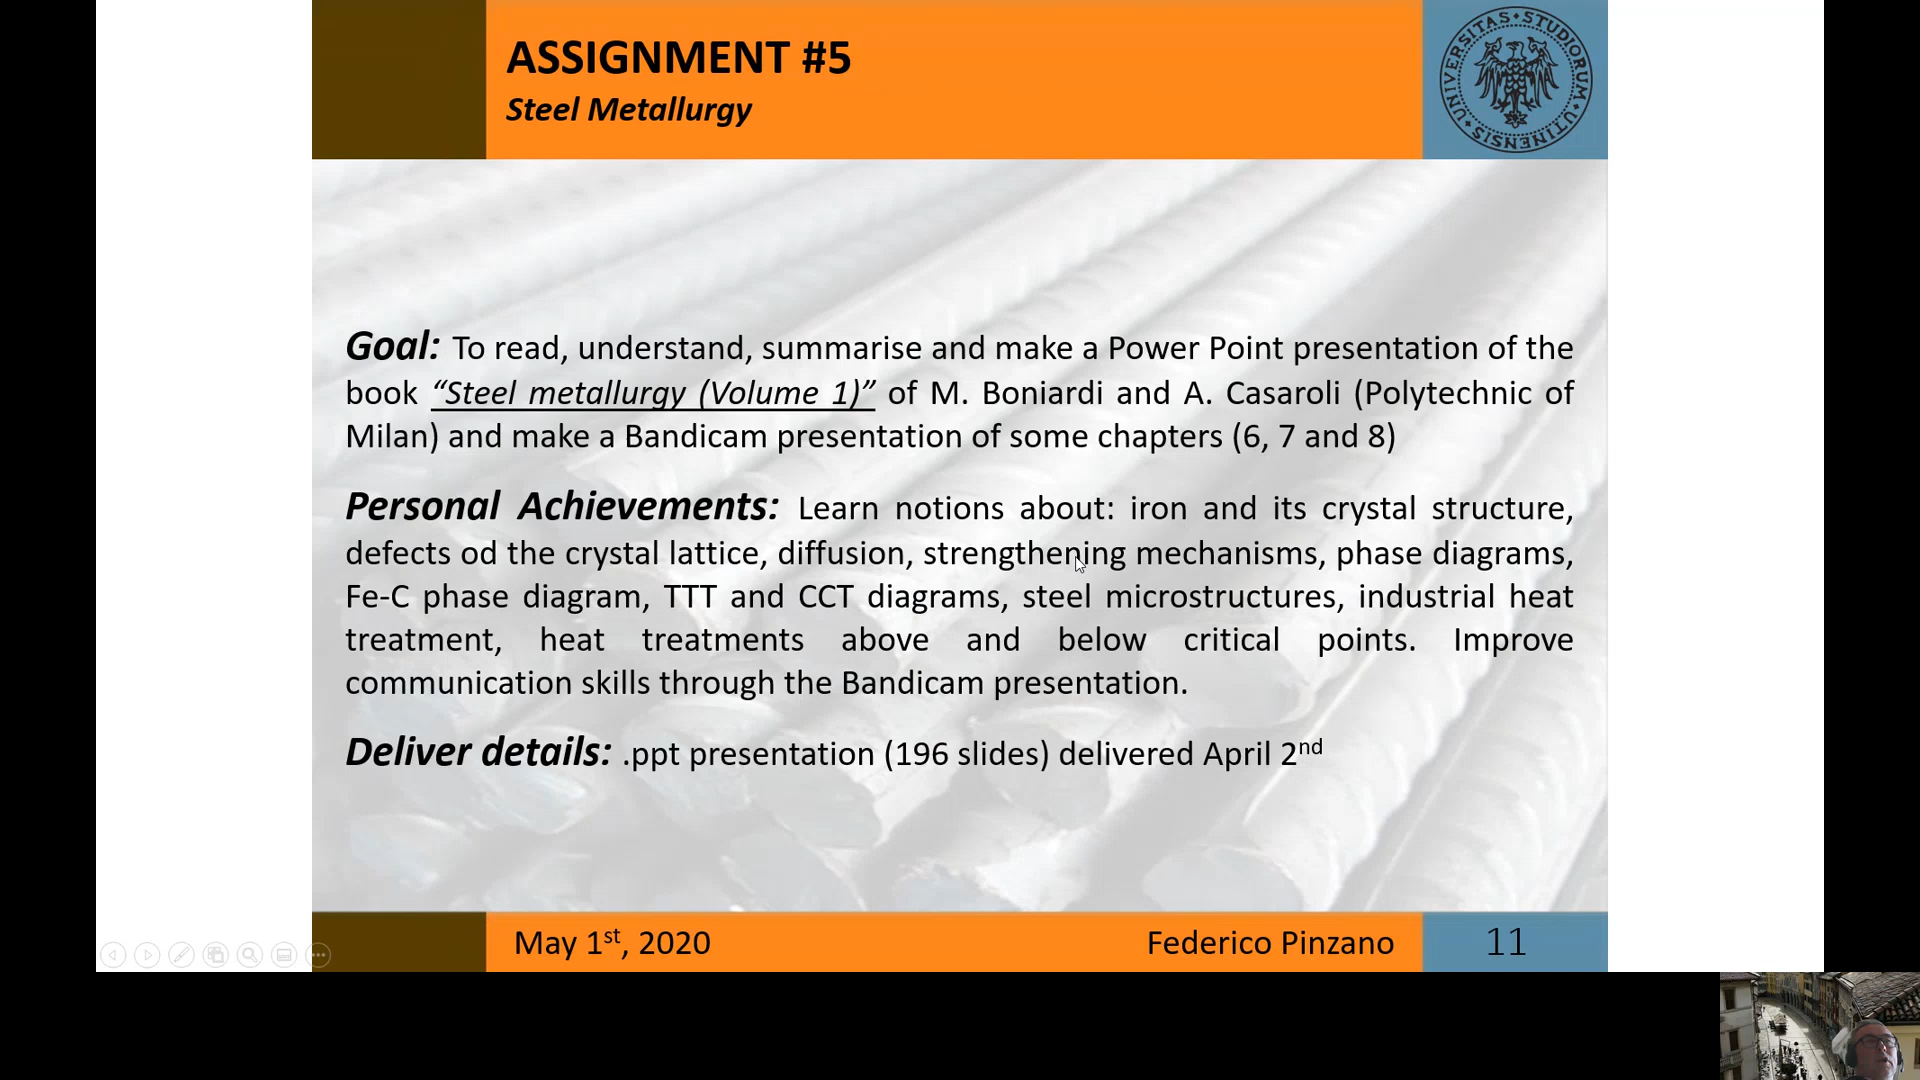 ASSIGNMENT #5
Steel Metallurgy
UNIVERSITAS STUDIORUM UTINENSIS
Goal: To read, understand, summarise and make a Power Point presentation of the
book “Steel metallurgy (Volume 1)” of M. Boniardi and A. Casaroli (Polytechnic of
Milan) and make a Bandicam presentation of some chapters (6, 7 and 8)
Personal Achievements: Learn notions about: iron and its crystal structure,
defects od the crystal lattice, diffusion, strengthening mechanisms, phase diagrams,
Fe-C phase diagram, TTT and CCT diagrams, steel microstructures, industrial heat
treatment, heat treatments above and below critical points. Improve
communication skills through the Bandicam presentation.
Deliver details: .ppt presentation (196 slides) delivered April 2nd
May 1st, 2020
Federico Pinzano
11